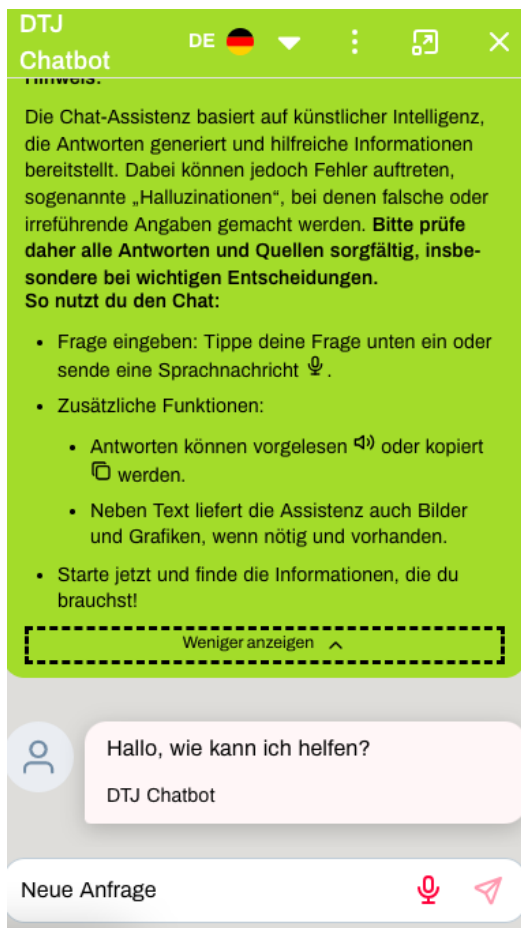 DTJ
Chatbot
DE
Hinweis:
Die Chat-Assistenz basiert auf künstlicher Intelligenz,
die Antworten generiert und hilfreiche Informationen
bereitstellt. Dabei können jedoch Fehler auftreten,
sogenannte „Halluzinationen“, bei denen falsche oder
irreführende Angaben gemacht werden. Bitte prüfe
daher alle Antworten und Quellen sorgfältig, insbe-
sondere bei wichtigen Entscheidungen.
So nutzt du den Chat:
• Frage eingeben: Tippe deine Frage unten ein oder
sende eine Sprachnachricht .
• Zusätzliche Funktionen:
• Antworten können vorgelesen oder kopiert
werden.
• Neben Text liefert die Assistenz auch Bilder
und Grafiken, wenn nötig und vorhanden.
• Starte jetzt und finde die Informationen, die du
brauchst!
Weniger anzeigen
Hallo, wie kann ich helfen?
DTJ Chatbot
Neue Anfrage